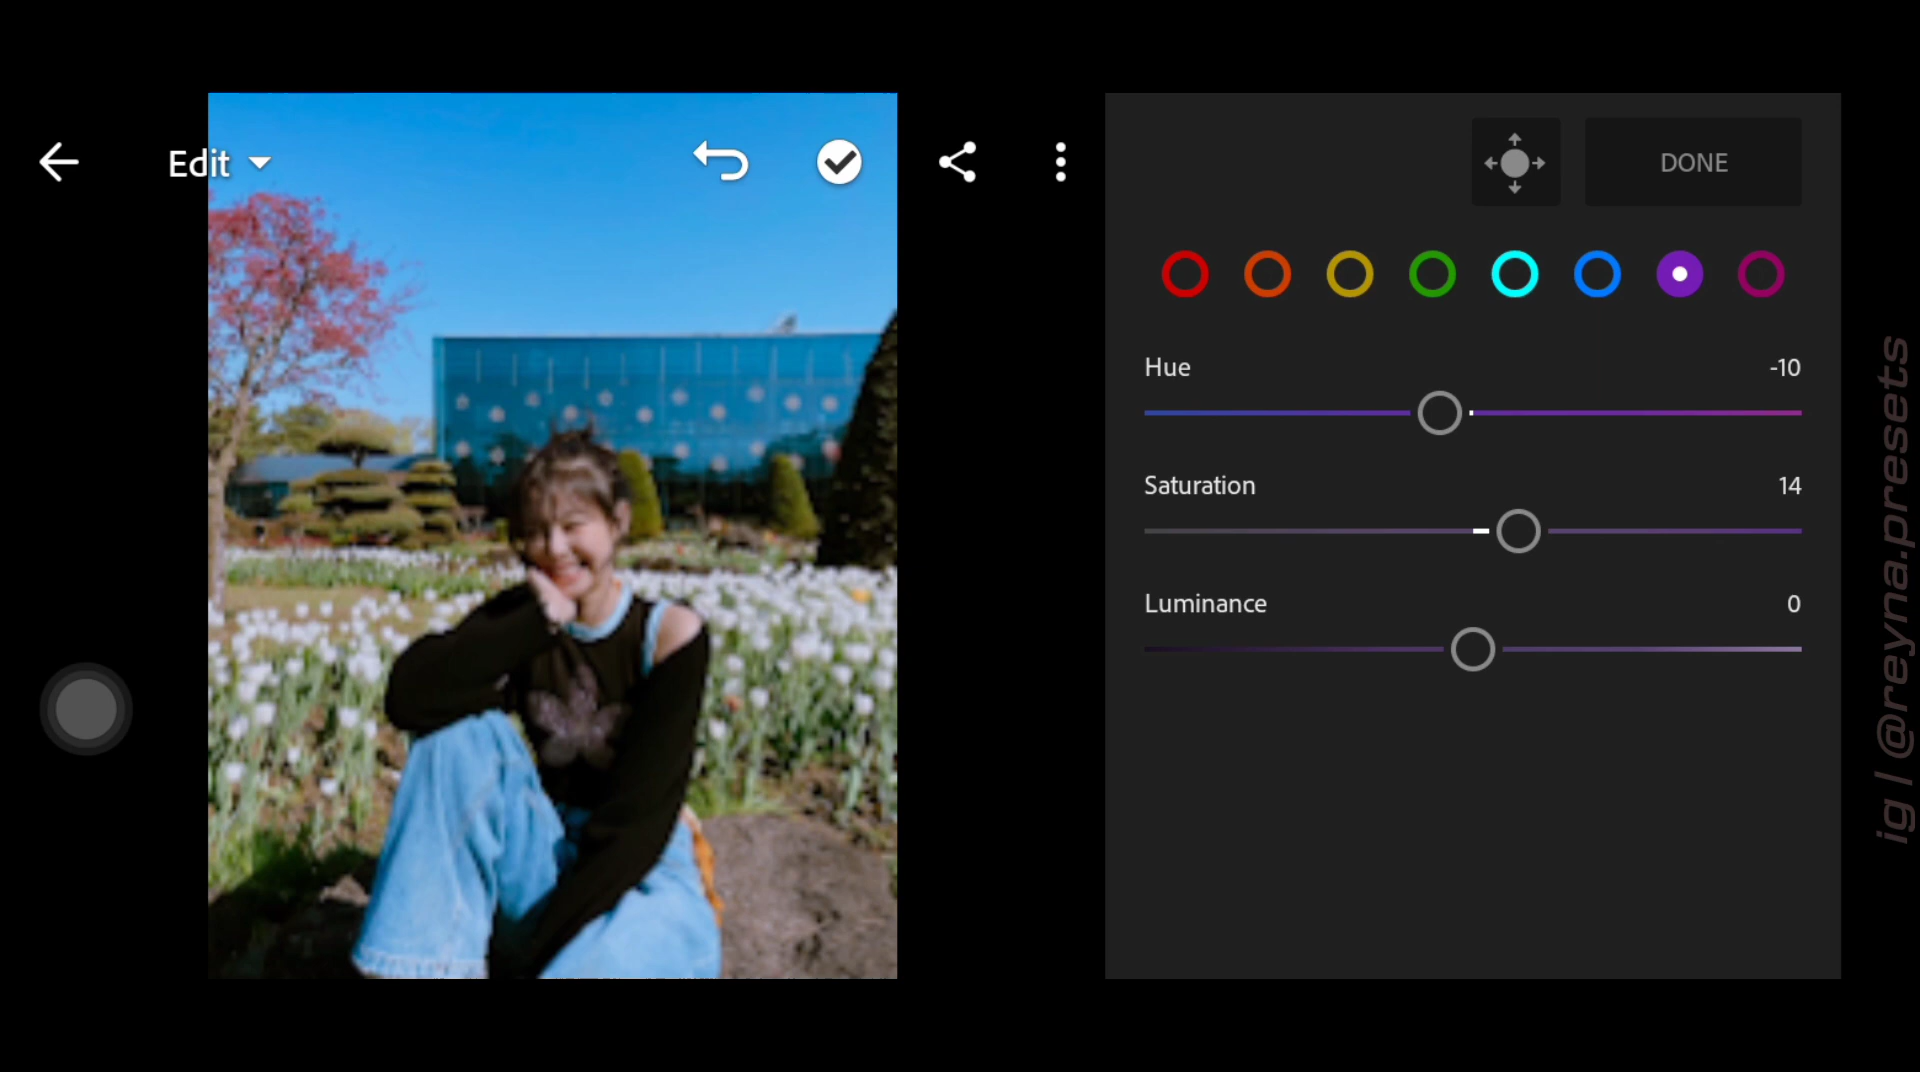 Edit
DONE
Hue -10
Saturation 14
Luminance 0
ig | @reyna.presets